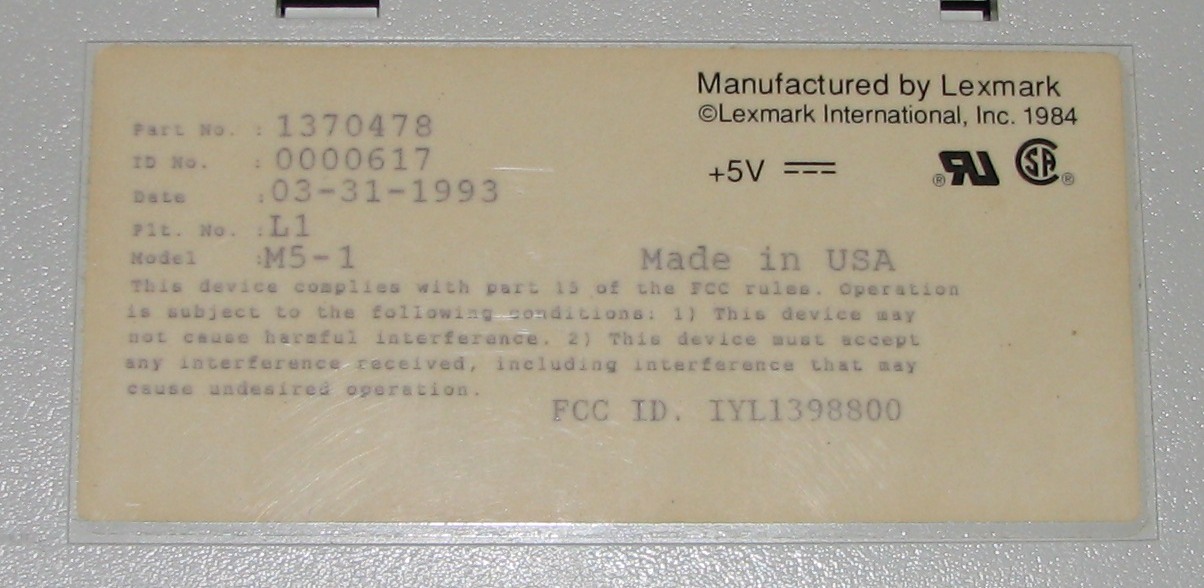 Manufactured by Lexmark
©Lexmark International, Inc. 1984
+5V
® RU SA ®
Part No. : 1370478
ID No. : 0000617
Date : 03-31-1993
Plt. No. : L1
Model : M5-1
Made in USA
This device complies with part 15 of the FCC rules. Operation
is subject to the following conditions: 1) This device may
not cause harmful interference. 2) This device must accept
any interference received, including interference that may
cause undesired operation.
FCC ID. IYL1398800